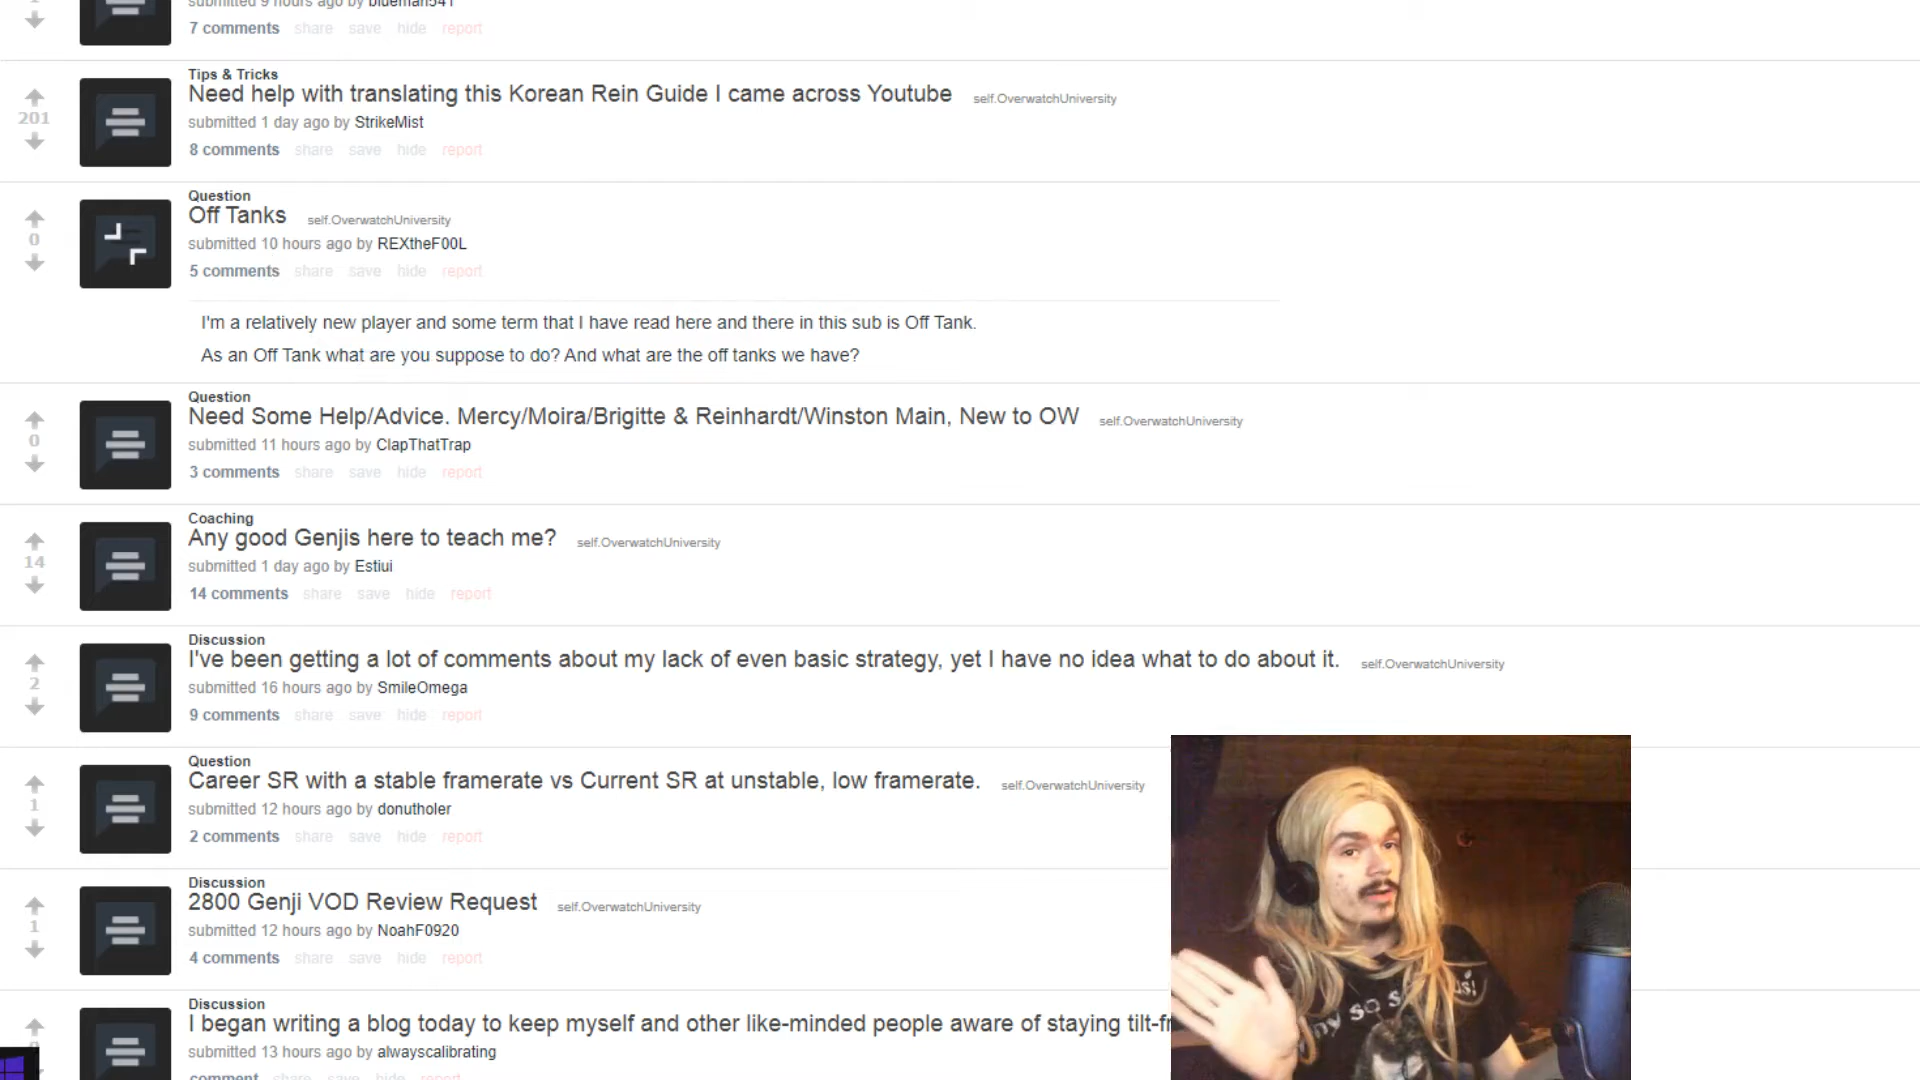 submitted 9 hours ago by blueman541
7 comments share save hide report
Tips & Tricks
201
Need help with translating this Korean Rein Guide I came across Youtube self.OverwatchUniversity
submitted 1 day ago by StrikeMist
8 comments share save hide report
Question
0
Off Tanks self.OverwatchUniversity
submitted 10 hours ago by REXtheF00L
5 comments share save hide report
I'm a relatively new player and some term that I have read here and there in this sub is Off Tank.
As an Off Tank what are you suppose to do? And what are the off tanks we have?
Question
0
Need Some Help/Advice. Mercy/Moira/Brigitte & Reinhardt/Winston Main, New to OW self.OverwatchUniversity
submitted 11 hours ago by ClapThatTrap
3 comments share save hide report
Coaching
14
Any good Genjis here to teach me? self.OverwatchUniversity
submitted 1 day ago by Estiui
14 comments share save hide report
Discussion
2
I've been getting a lot of comments about my lack of even basic strategy, yet I have no idea what to do about it. self.OverwatchUniversity
submitted 16 hours ago by SmileOmega
9 comments share save hide report
Question
1
Career SR with a stable framerate vs Current SR at unstable, low framerate. self.OverwatchUniversity
submitted 12 hours ago by donutholer
2 comments share save hide report
Discussion
1
2800 Genji VOD Review Request self.OverwatchUniversity
submitted 12 hours ago by NoahF0920
4 comments share save hide report
Discussion
I began writing a blog today to keep myself and other like-minded people aware of staying tilt-fr
submitted 13 hours ago by alwayscalibrating
comment share save hide report
so